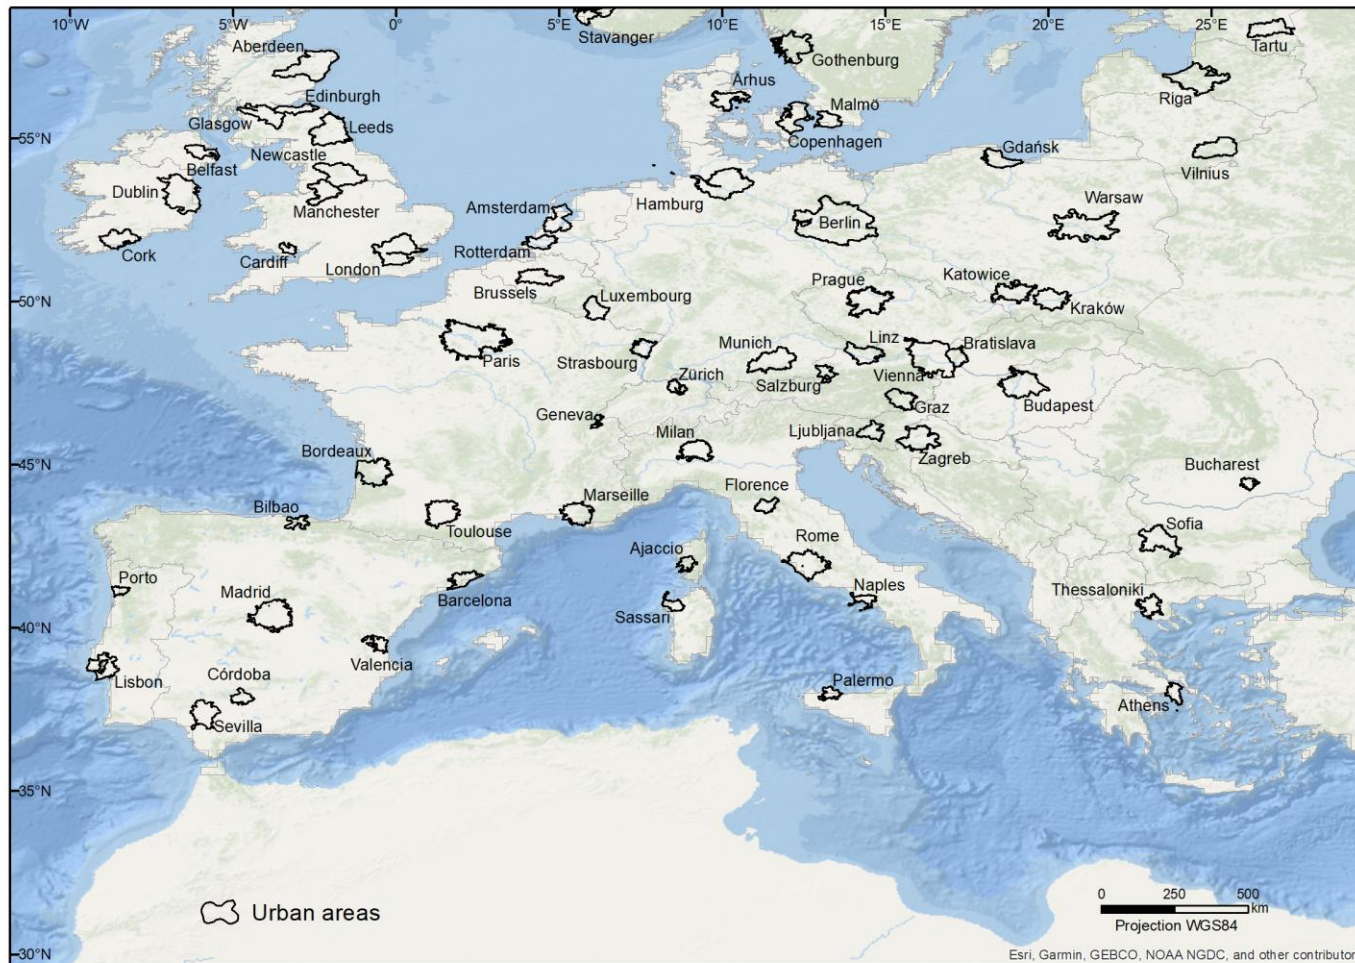 10°W
5°W
0°
5°E
10°E
15°E
20°E
25°E
Stavanger
Tartu
Aberdeen
Gothenburg
Århus
Riga
Edinburgh
Malmö
Glasgow
Leeds
55°N
Copenhagen
Gdańsk
Newcastle
Belfast
Vilnius
Dublin
Hamburg
Warsaw
Manchester
Amsterdam
Berlin
Cork
Cardiff
London
Rotterdam
Prague
Katowice
50°N
Brussels
Luxembourg
Kraków
Paris
Strasbourg
Munich
Linz
Bratislava
Zürich
Salzburg
Vienna
Geneva
Graz
Budapest
Milan
Ljubljana
Bordeaux
Zagreb
45°N
Bucharest
Florence
Marseille
Bilbao
Toulouse
Sofia
Rome
Ajaccio
Porto
Madrid
Naples
Thessaloniki
Barcelona
Sassari
40°N
Valencia
Lisbon
Córdoba
Palermo
Athens
Sevilla
35°N
0 250 500
km
Urban areas
Projection WGS84
30°N
Esri, Garmin, GEBCO, NOAA NGDC, and other contributor